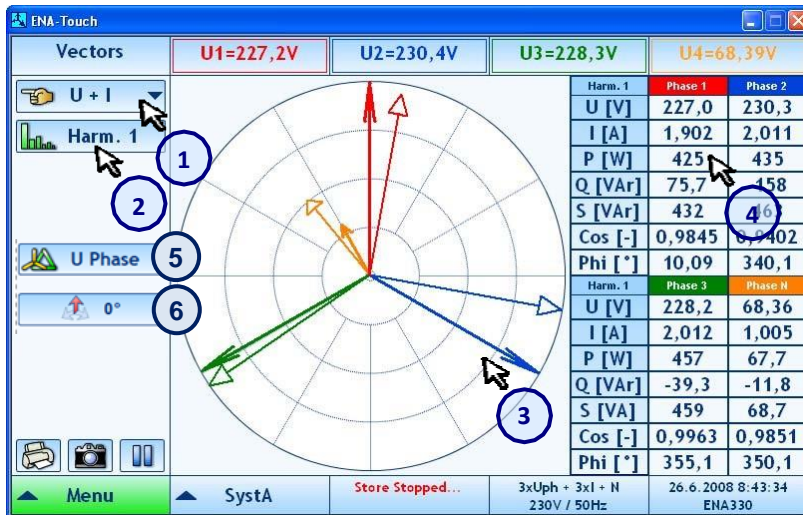 ENA-Touch
Vectors U1=227,2V U2=230,4V U3=228,3V U4=68,39V
U + I
Harm. 1
1
2
U Phase 5
0° 6
3
4
Harm. 1 Phase 1 Phase 2
U [V] 227,0 230,3
I [A] 1,902 2,011
P [W] 425 435
Q [VAr] 75,7 -158
S [VAr] 432 463
Cos [-] 0,9845 0,9402
Phi [°] 10,09 340,1
Harm. 1 Phase 3 Phase N
U [V] 228,2 68,36
I [A] 2,012 1,005
P [W] 457 67,7
Q [VAr] -39,3 -11,8
S [VA] 459 68,7
Cos [-] 0,9963 0,9851
Phi [°] 355,1 350,1
Menu SystA Store Stopped... 3xUph + 3xI + N 26.6.2008 8:43:34
230V / 50Hz ENA330